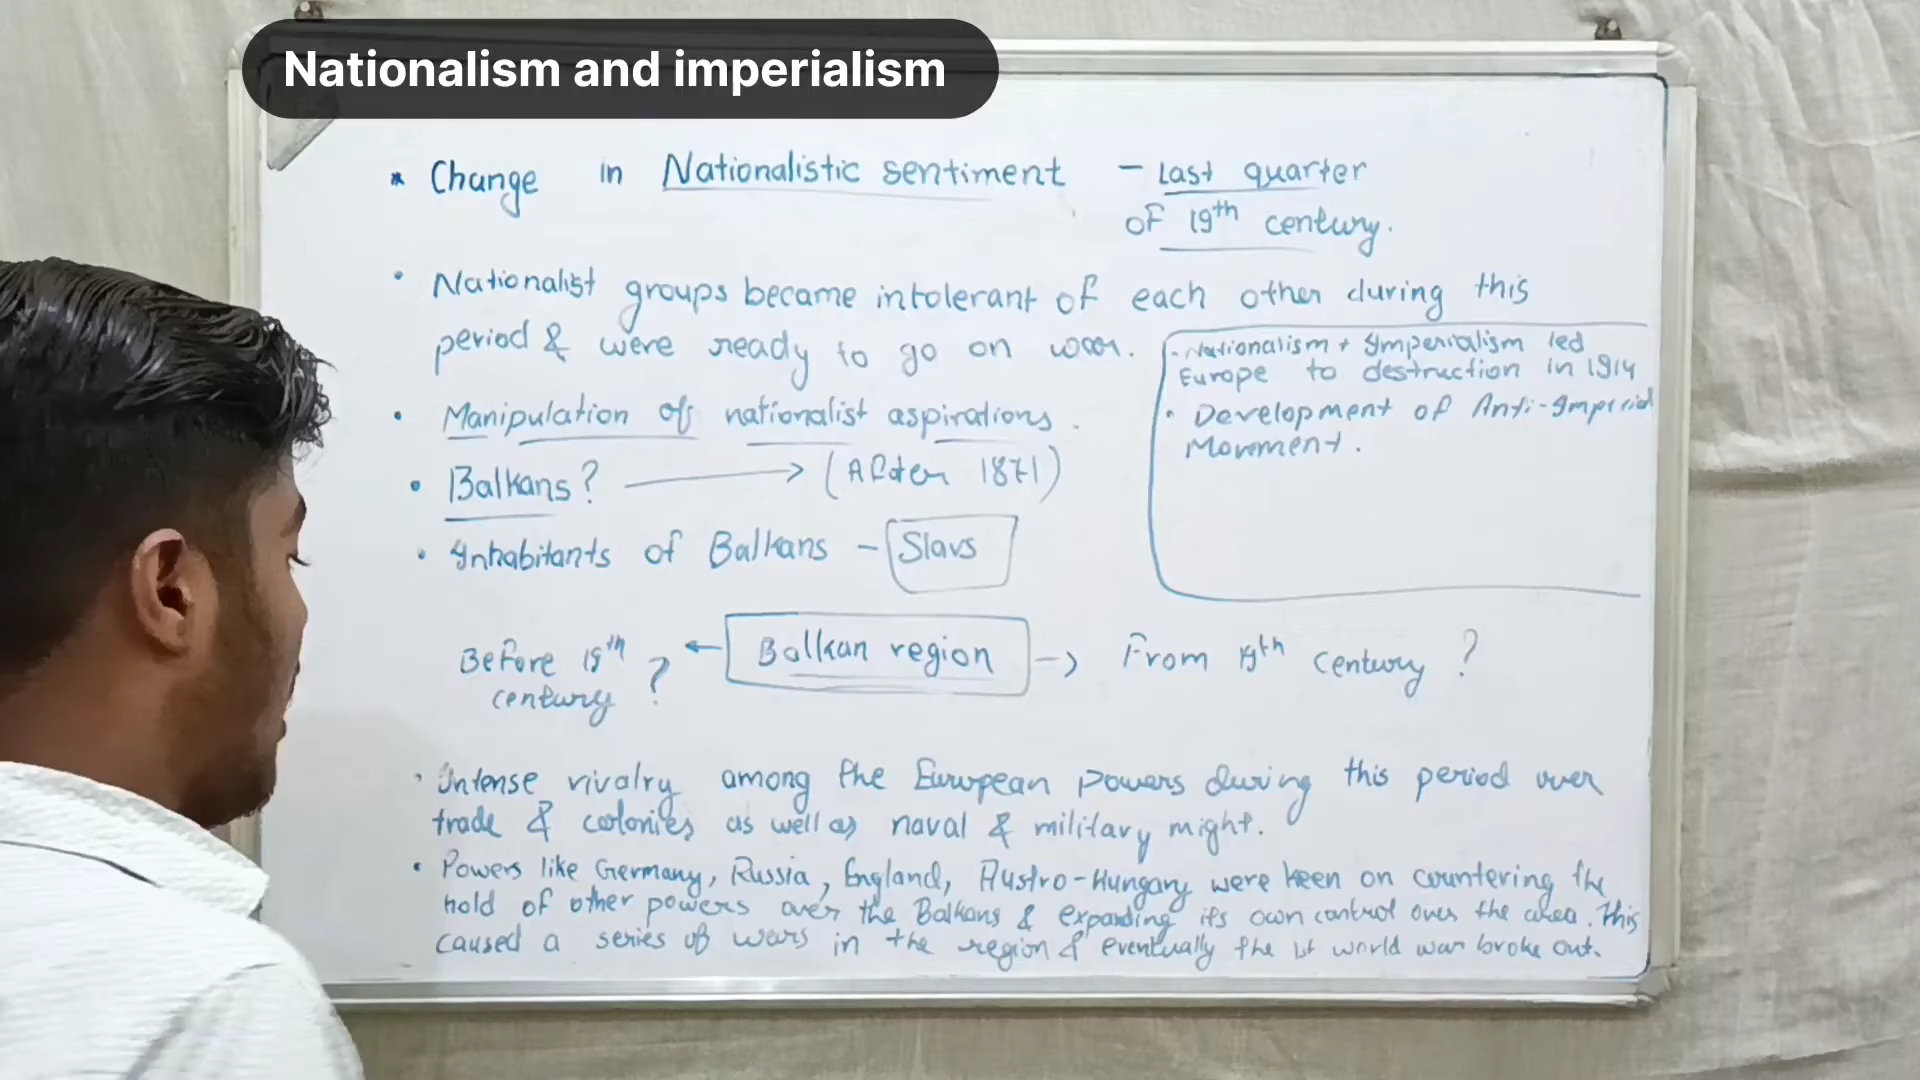 Nationalism and imperialism
* Change in Nationalistic sentiment - Last quarter
of 19th century.
• Nationalist groups became intolerant of each other during this
period & were ready to go on war.
• Manipulation of nationalist aspirations.
• Balkans? → (After 1871)
• Inhabitants of Balkans - Slavs
- Nationalism + Imperialism led
Europe to destruction in 1914
• Development of Anti-Imperial
Movement.
Before 19th
century ? ← Balkan region → From 19th century ?
• Intense rivalry among the European powers during this period over
trade & colonies as well as naval & military might.
• Powers like Germany, Russia, England, Austro-Hungary were keen on countering the
hold of other powers over the Balkans & expanding its own control over the area. This
caused a series of wars in the region & eventually the 1st world war broke out.